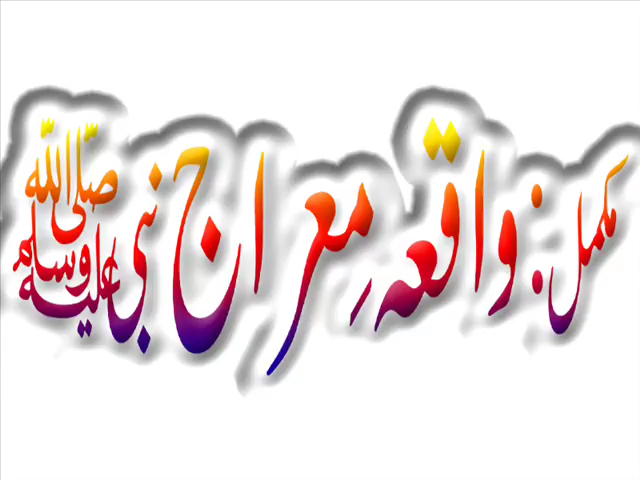 مکمل: واقعہِ معراج نبی صلی اللہ علیہ وسلم